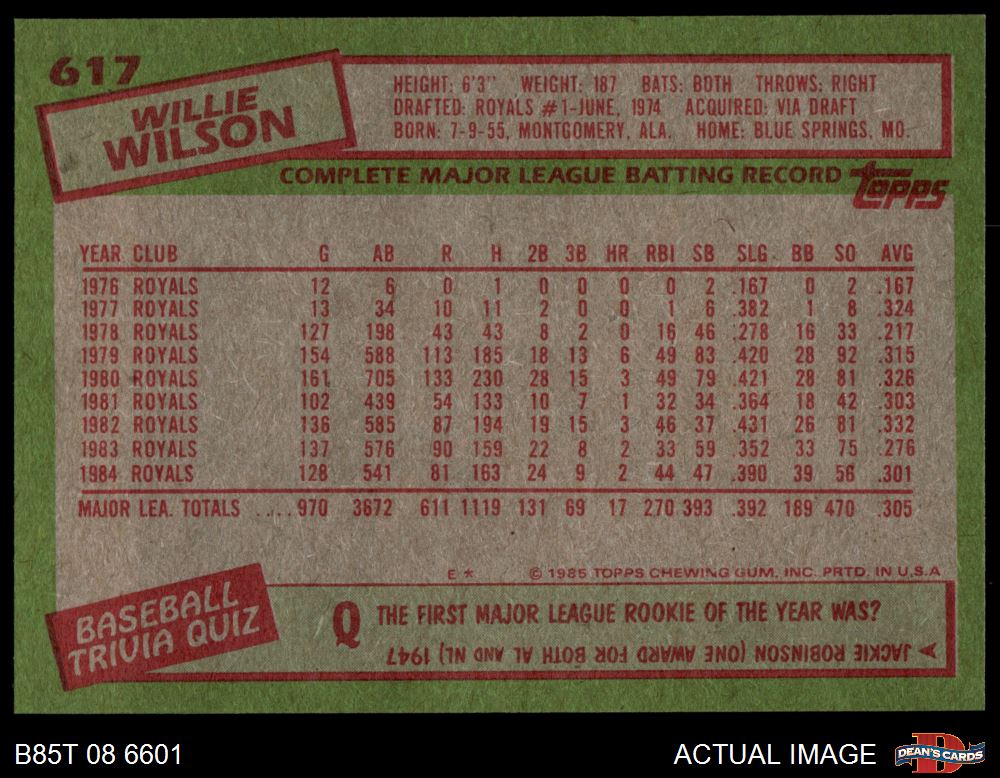 617
WILLIE
WILSON
HEIGHT: 6'3" WEIGHT: 187 BATS: BOTH THROWS: RIGHT
DRAFTED: ROYALS #1-JUNE, 1974 ACQUIRED: VIA DRAFT
BORN: 7-9-55, MONTGOMERY, ALA. HOME: BLUE SPRINGS, MO.
COMPLETE MAJOR LEAGUE BATTING RECORD topps
YEAR CLUB G AB R H 2B 3B HR RBI SB SLG BB SO AVG
1976 ROYALS 12 6 0 1 0 0 0 0 2 .167 0 2 .167
1977 ROYALS 13 34 10 11 2 0 0 1 6 .382 1 8 .324
1978 ROYALS 127 198 43 43 8 2 0 16 46 .278 16 33 .217
1979 ROYALS 154 588 113 185 18 13 6 49 83 .420 28 92 .315
1980 ROYALS 161 705 133 230 28 15 3 49 79 .421 28 81 .326
1981 ROYALS 102 439 54 133 10 7 1 32 34 .364 18 42 .303
1982 ROYALS 136 585 87 194 19 15 3 46 37 .431 26 81 .332
1983 ROYALS 137 576 90 159 22 8 2 33 59 .352 33 75 .276
1984 ROYALS 128 541 81 163 24 9 2 44 47 .390 39 56 .301
MAJOR LEA. TOTALS ..... 970 3672 611 1119 131 69 17 270 393 .392 189 470 .305
E * © 1985 TOPPS CHEWING GUM, INC. PRTD. IN U.S.A
BASEBALL
TRIVIA QUIZ
Q THE FIRST MAJOR LEAGUE ROOKIE OF THE YEAR WAS?
JACKIE ROBINSON (ONE AWARD FOR BOTH AL AND NL) 1947
B85T 08 6601
ACTUAL IMAGE
D
DEAN'S CARDS